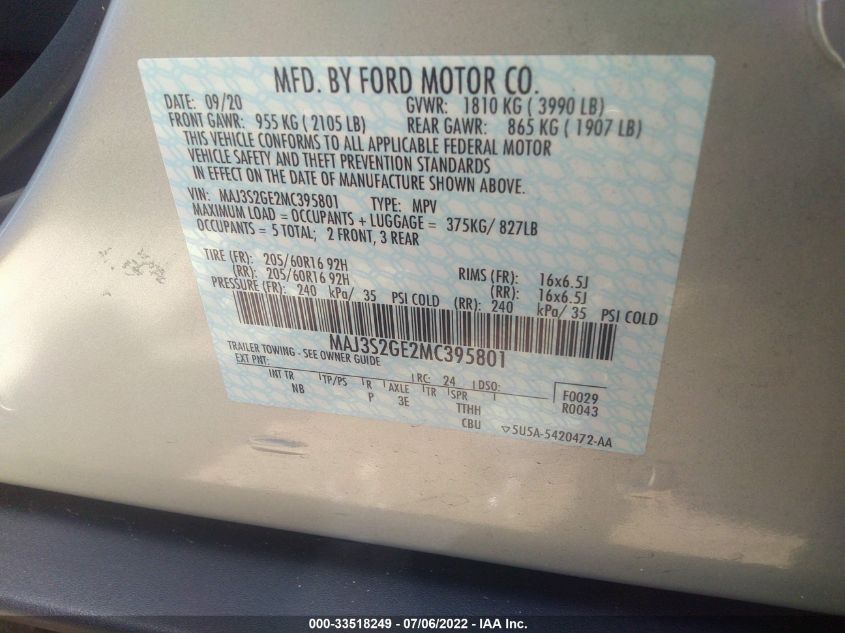 MFD. BY FORD MOTOR CO.
DATE: 09/20 GVWR: 1810 KG ( 3990 LB)
FRONT GAWR: 955 KG ( 2105 LB) REAR GAWR: 865 KG ( 1907 LB)
THIS VEHICLE CONFORMS TO ALL APPLICABLE FEDERAL MOTOR
VEHICLE SAFETY AND THEFT PREVENTION STANDARDS
IN EFFECT ON THE DATE OF MANUFACTURE SHOWN ABOVE.
VIN: MAJ3S2GE2MC395801 TYPE: MPV
MAXIMUM LOAD = OCCUPANTS + LUGGAGE = 375KG/ 827LB
OCCUPANTS = 5 TOTAL; 2 FRONT, 3 REAR
TIRE (FR): 205/60R16 92H RIMS (FR): 16x6.5J
(RR): 205/60R16 92H (RR): 16x6.5J
PRESSURE (FR): 240 kPa/ 35 PSI COLD (RR): 240 kPa/ 35 PSI COLD
MAJ3S2GE2MC395801
TRAILER TOWING - SEE OWNER GUIDE
EXT PNT: RC: 24 DSO:
INT TR TP/PS R AXLE TR SPR F0029
NB P 3E TTHH R0043
CBU 5U5A-5420472-AA
000-33518249 - 07/06/2022 - IAA Inc.